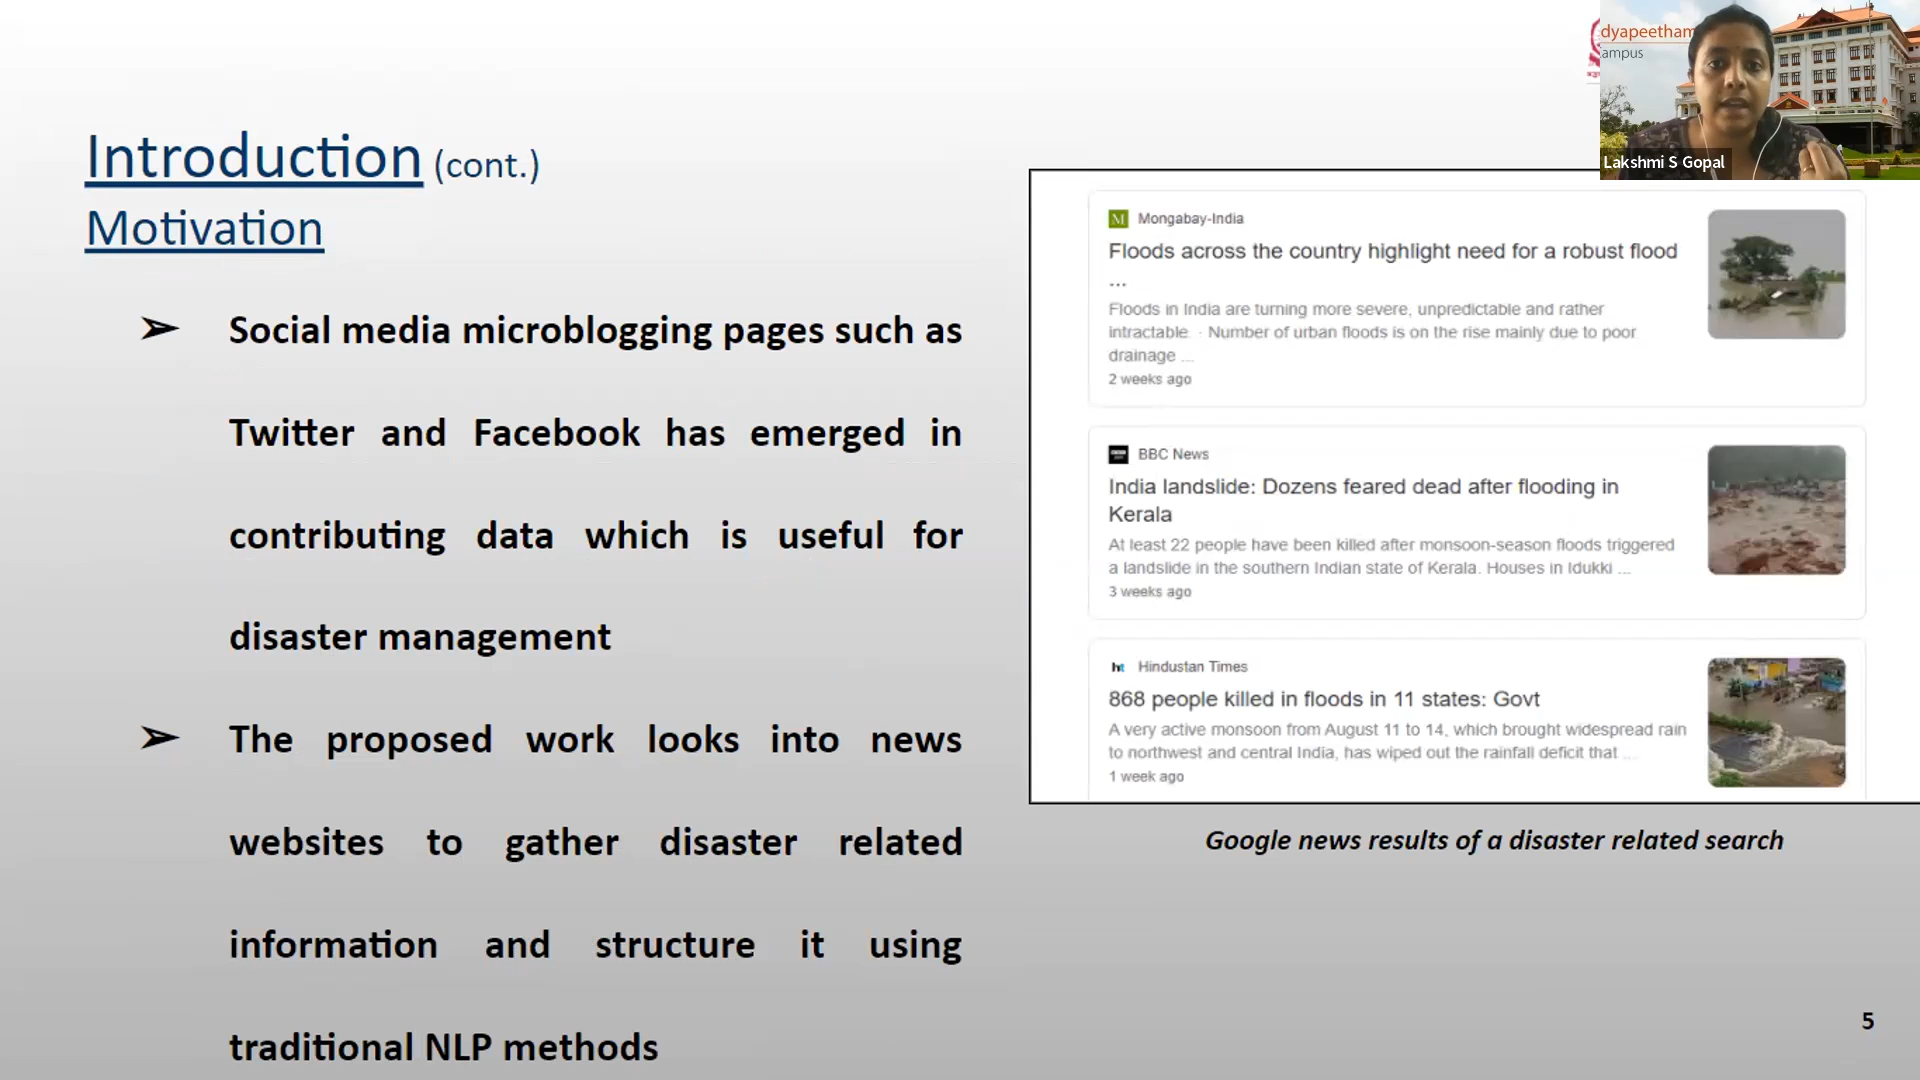 dyapeetham
ampus
Lakshmi S Gopal
Introduction (cont.)
Motivation
➢ Social media microblogging pages such as
Twitter and Facebook has emerged in
contributing data which is useful for
disaster management
➢ The proposed work looks into news
websites to gather disaster related
information and structure it using
traditional NLP methods
M Mongabay-India
Floods across the country highlight need for a robust flood
...
Floods in India are turning more severe, unpredictable and rather
intractable. · Number of urban floods is on the rise mainly due to poor
drainage ...
2 weeks ago
BBC News
India landslide: Dozens feared dead after flooding in
Kerala
At least 22 people have been killed after monsoon-season floods triggered
a landslide in the southern Indian state of Kerala. Houses in Idukki ...
3 weeks ago
ht Hindustan Times
868 people killed in floods in 11 states: Govt
A very active monsoon from August 11 to 14, which brought widespread rain
to northwest and central India, has wiped out the rainfall deficit that ...
1 week ago
Google news results of a disaster related search
5